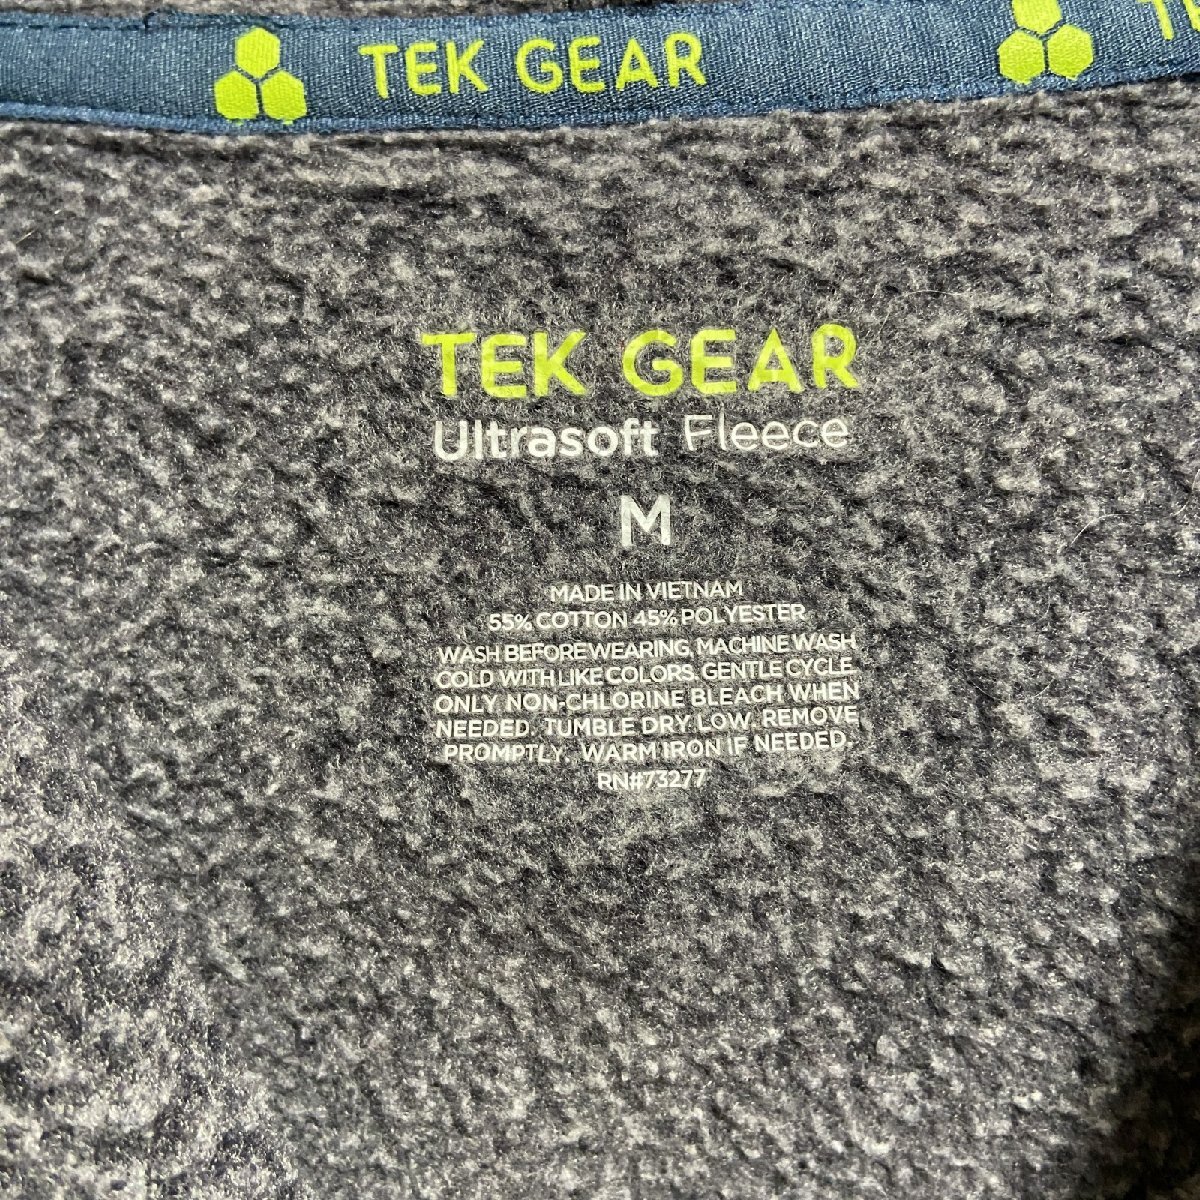 TEK GEAR
TEK GEAR
Ultrasoft Fleece
M
MADE IN VIETNAM
55% COTTON 45% POLYESTER
WASH BEFORE WEARING, MACHINE WASH
COLD WITH LIKE COLORS. GENTLE CYCLE.
ONLY NON-CHLORINE BLEACH WHEN
NEEDED. TUMBLE DRY. LOW. REMOVE
PROMPTLY. WARM IRON IF NEEDED.
RN#73277